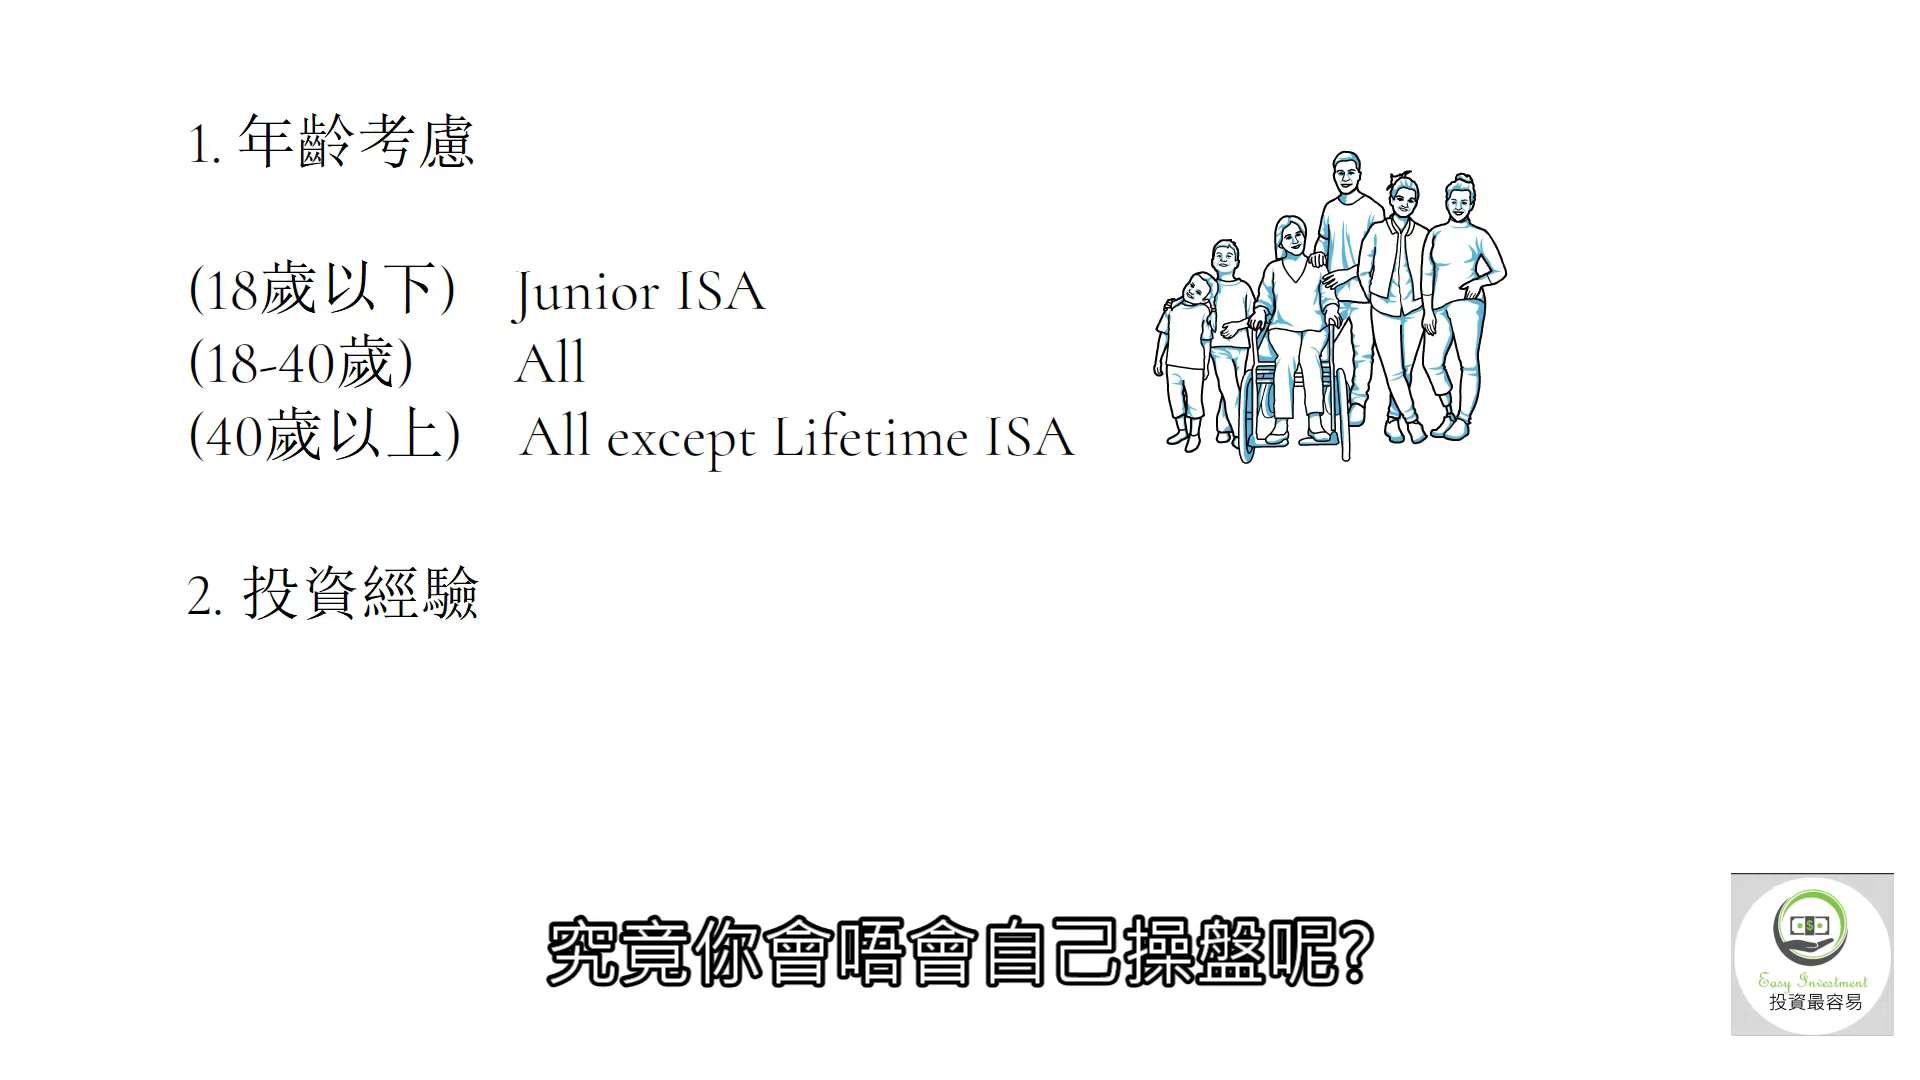 1. 年齡考慮
(18歲以下) Junior ISA
(18-40歲) All
(40歲以上) All except Lifetime ISA
2. 投資經驗
究竟你會唔會自己操盤呢?
Easy Investment
投資最容易